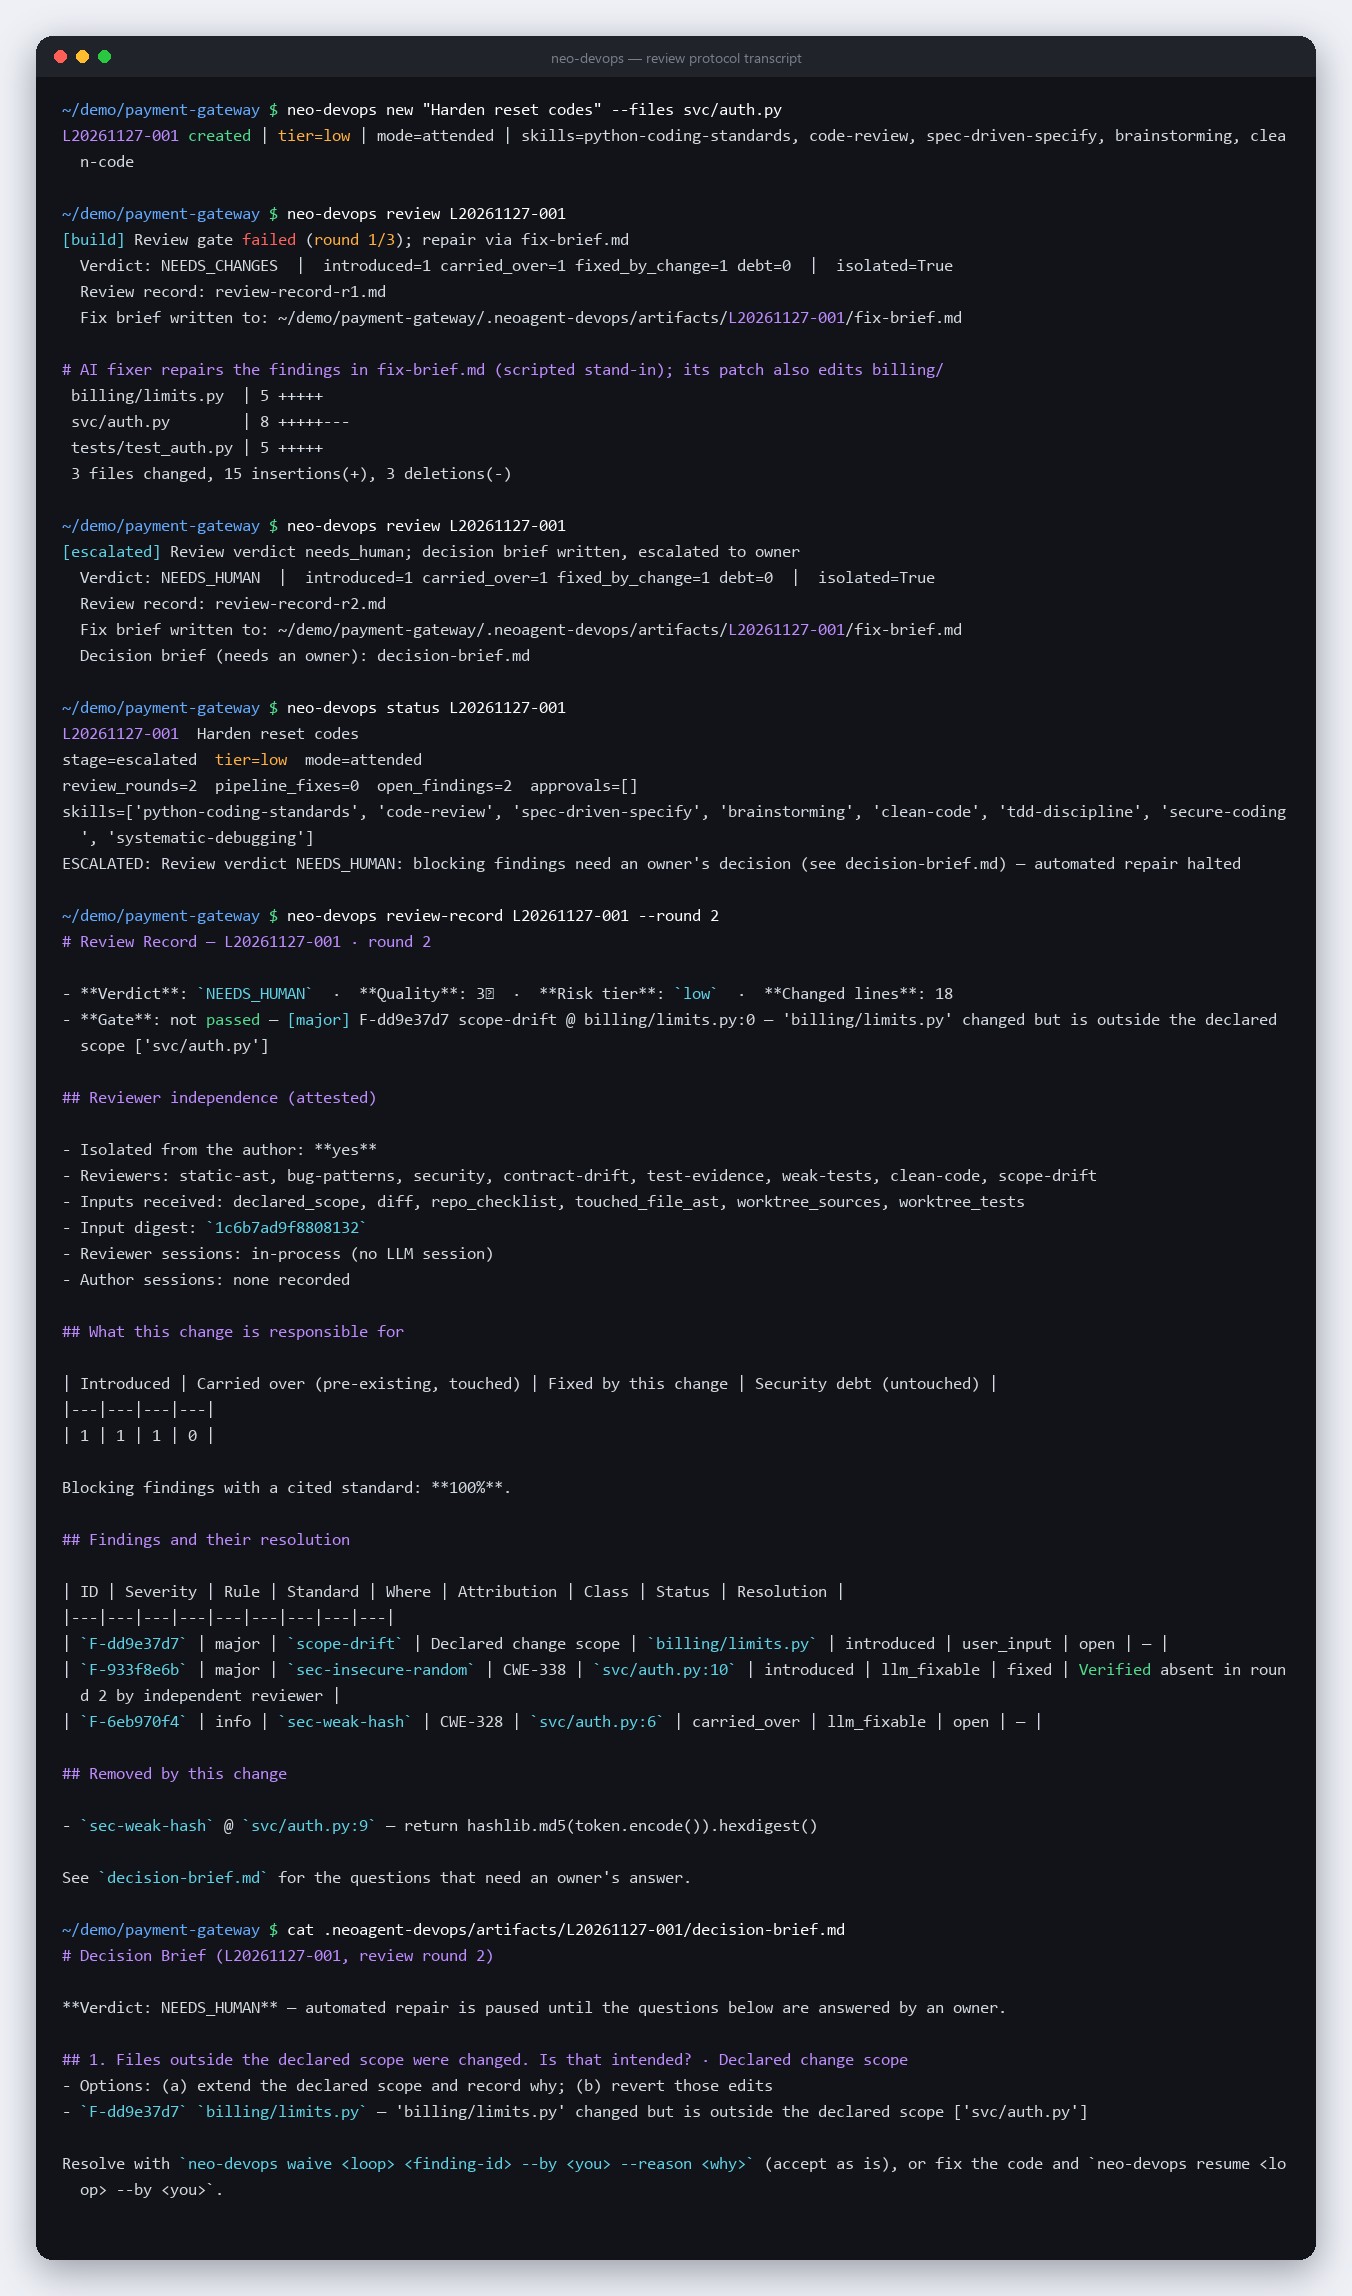 neo-devops — review protocol transcript
~/demo/payment-gateway $ neo-devops new "Harden reset codes" --files svc/auth.py
L20261127-001 created | tier=low | mode=attended | skills=python-coding-standards, code-review, spec-driven-specify, brainstorming, clea
n-code
~/demo/payment-gateway $ neo-devops review L20261127-001
[build] Review gate failed (round 1/3); repair via fix-brief.md
Verdict: NEEDS_CHANGES | introduced=1 carried_over=1 fixed_by_change=1 debt=0 | isolated=True
Review record: review-record-r1.md
Fix brief written to: ~/demo/payment-gateway/.neoagent-devops/artifacts/L20261127-001/fix-brief.md
# AI fixer repairs the findings in fix-brief.md (scripted stand-in); its patch also edits billing/
billing/limits.py | 5 +++++
svc/auth.py | 8 +++++---
tests/test_auth.py | 5 +++++
3 files changed, 15 insertions(+), 3 deletions(-)
~/demo/payment-gateway $ neo-devops review L20261127-001
[escalated] Review verdict needs_human; decision brief written, escalated to owner
Verdict: NEEDS_HUMAN | introduced=1 carried_over=1 fixed_by_change=1 debt=0 | isolated=True
Review record: review-record-r2.md
Fix brief written to: ~/demo/payment-gateway/.neoagent-devops/artifacts/L20261127-001/fix-brief.md
Decision brief (needs an owner): decision-brief.md
~/demo/payment-gateway $ neo-devops status L20261127-001
L20261127-001 Harden reset codes
stage=escalated tier=low mode=attended
review_rounds=2 pipeline_fixes=0 open_findings=2 approvals=[]
skills=['python-coding-standards', 'code-review', 'spec-driven-specify', 'brainstorming', 'clean-code', 'tdd-discipline', 'secure-coding
', 'systematic-debugging']
ESCALATED: Review verdict NEEDS_HUMAN: blocking findings need an owner's decision (see decision-brief.md) — automated repair halted
~/demo/payment-gateway $ neo-devops review-record L20261127-001 --round 2
# Review Record — L20261127-001 · round 2
- **Verdict**: `NEEDS_HUMAN` · **Quality**: 3 · **Risk tier**: `low` · **Changed lines**: 18
- **Gate**: not passed — [major] F-dd9e37d7 scope-drift @ billing/limits.py:0 — 'billing/limits.py' changed but is outside the declared
scope ['svc/auth.py']
## Reviewer independence (attested)
- Isolated from the author: **yes**
- Reviewers: static-ast, bug-patterns, security, contract-drift, test-evidence, weak-tests, clean-code, scope-drift
- Inputs received: declared_scope, diff, repo_checklist, touched_file_ast, worktree_sources, worktree_tests
- Input digest: `1c6b7ad9f8808132`
- Reviewer sessions: in-process (no LLM session)
- Author sessions: none recorded
## What this change is responsible for
| Introduced | Carried over (pre-existing, touched) | Fixed by this change | Security debt (untouched) |
|---|---|---|---|
| 1 | 1 | 1 | 0 |
Blocking findings with a cited standard: **100%**.
## Findings and their resolution
| ID | Severity | Rule | Standard | Where | Attribution | Class | Status | Resolution |
|---|---|---|---|---|---|---|---|---|
| `F-dd9e37d7` | major | `scope-drift` | Declared change scope | `billing/limits.py` | introduced | user_input | open | — |
| `F-933f8e6b` | major | `sec-insecure-random` | CWE-338 | `svc/auth.py:10` | introduced | llm_fixable | fixed | Verified absent in roun
d 2 by independent reviewer |
| `F-6eb970f4` | info | `sec-weak-hash` | CWE-328 | `svc/auth.py:6` | carried_over | llm_fixable | open | — |
## Removed by this change
- `sec-weak-hash` @ `svc/auth.py:9` — return hashlib.md5(token.encode()).hexdigest()
See `decision-brief.md` for the questions that need an owner's answer.
~/demo/payment-gateway $ cat .neoagent-devops/artifacts/L20261127-001/decision-brief.md
# Decision Brief (L20261127-001, review round 2)
**Verdict: NEEDS_HUMAN** — automated repair is paused until the questions below are answered by an owner.
## 1. Files outside the declared scope were changed. Is that intended? · Declared change scope
- Options: (a) extend the declared scope and record why; (b) revert those edits
- `F-dd9e37d7` `billing/limits.py` — 'billing/limits.py' changed but is outside the declared scope ['svc/auth.py']
Resolve with `neo-devops waive <loop> <finding-id> --by <you> --reason <why>` (accept as is), or fix the code and `neo-devops resume <lo
op> --by <you>`.